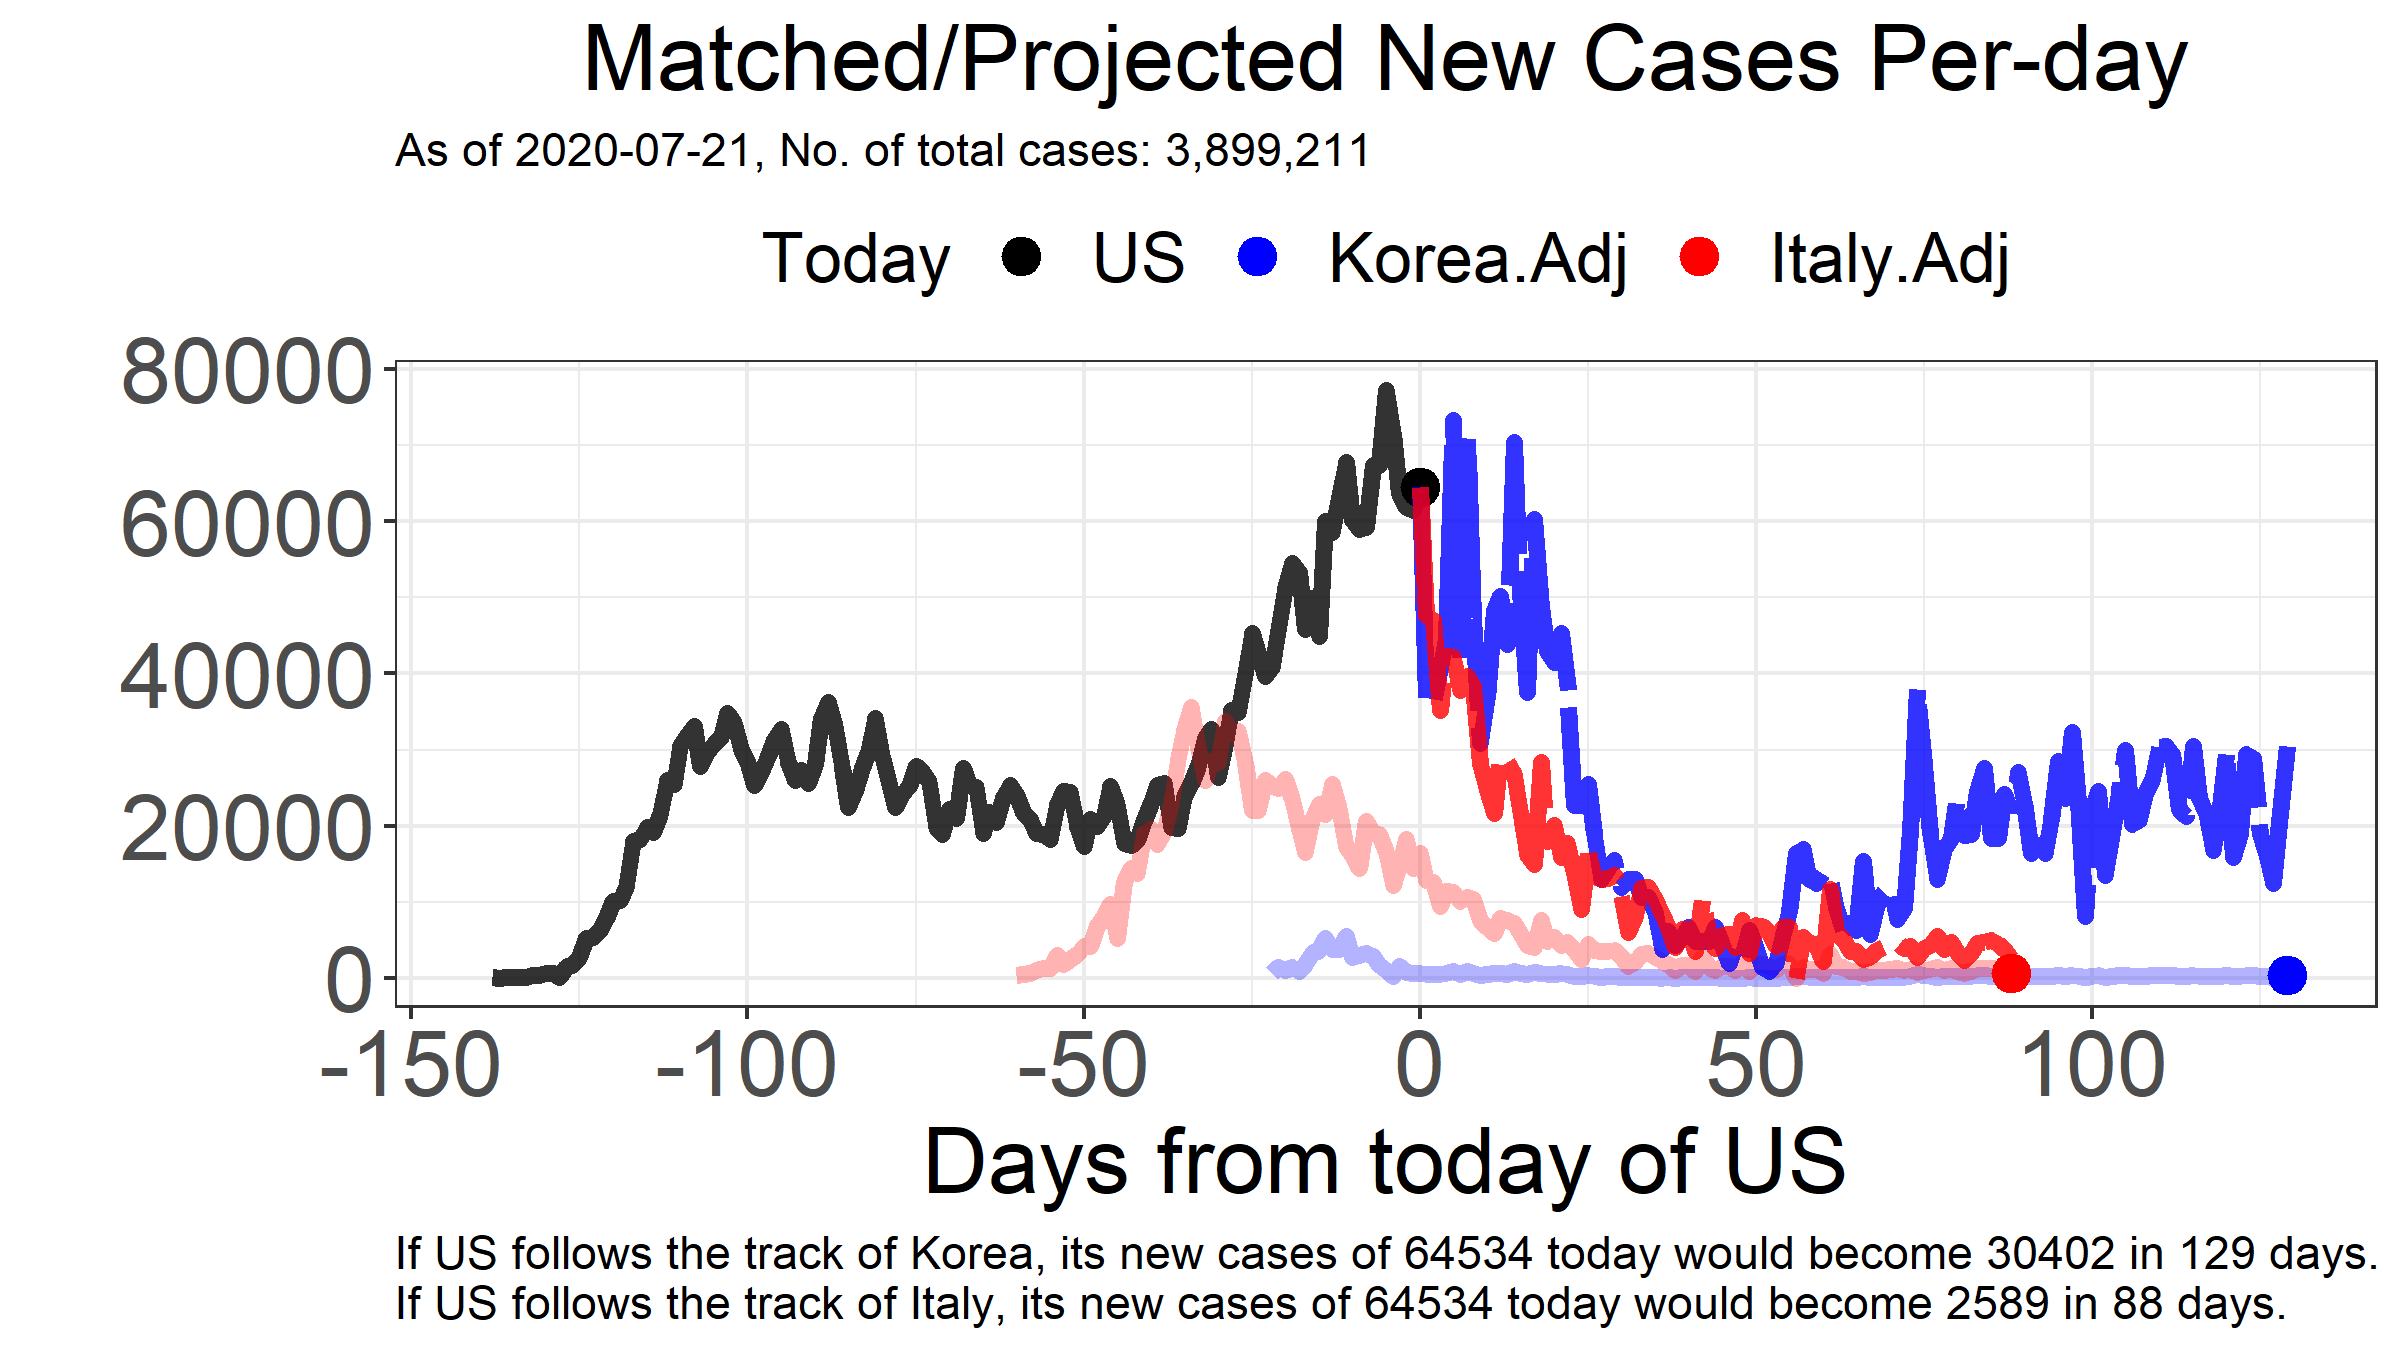 Matched/Projected New Cases Per-day
As of 2020-07-21, No. of total cases: 3,899,211
Today US Korea.Adj Italy.Adj
80000
60000
40000
20000
0
-150 -100 -50 0 50 100
Days from today of US
If US follows the track of Korea, its new cases of 64534 today would become 30402 in 129 days.
If US follows the track of Italy, its new cases of 64534 today would become 2589 in 88 days.